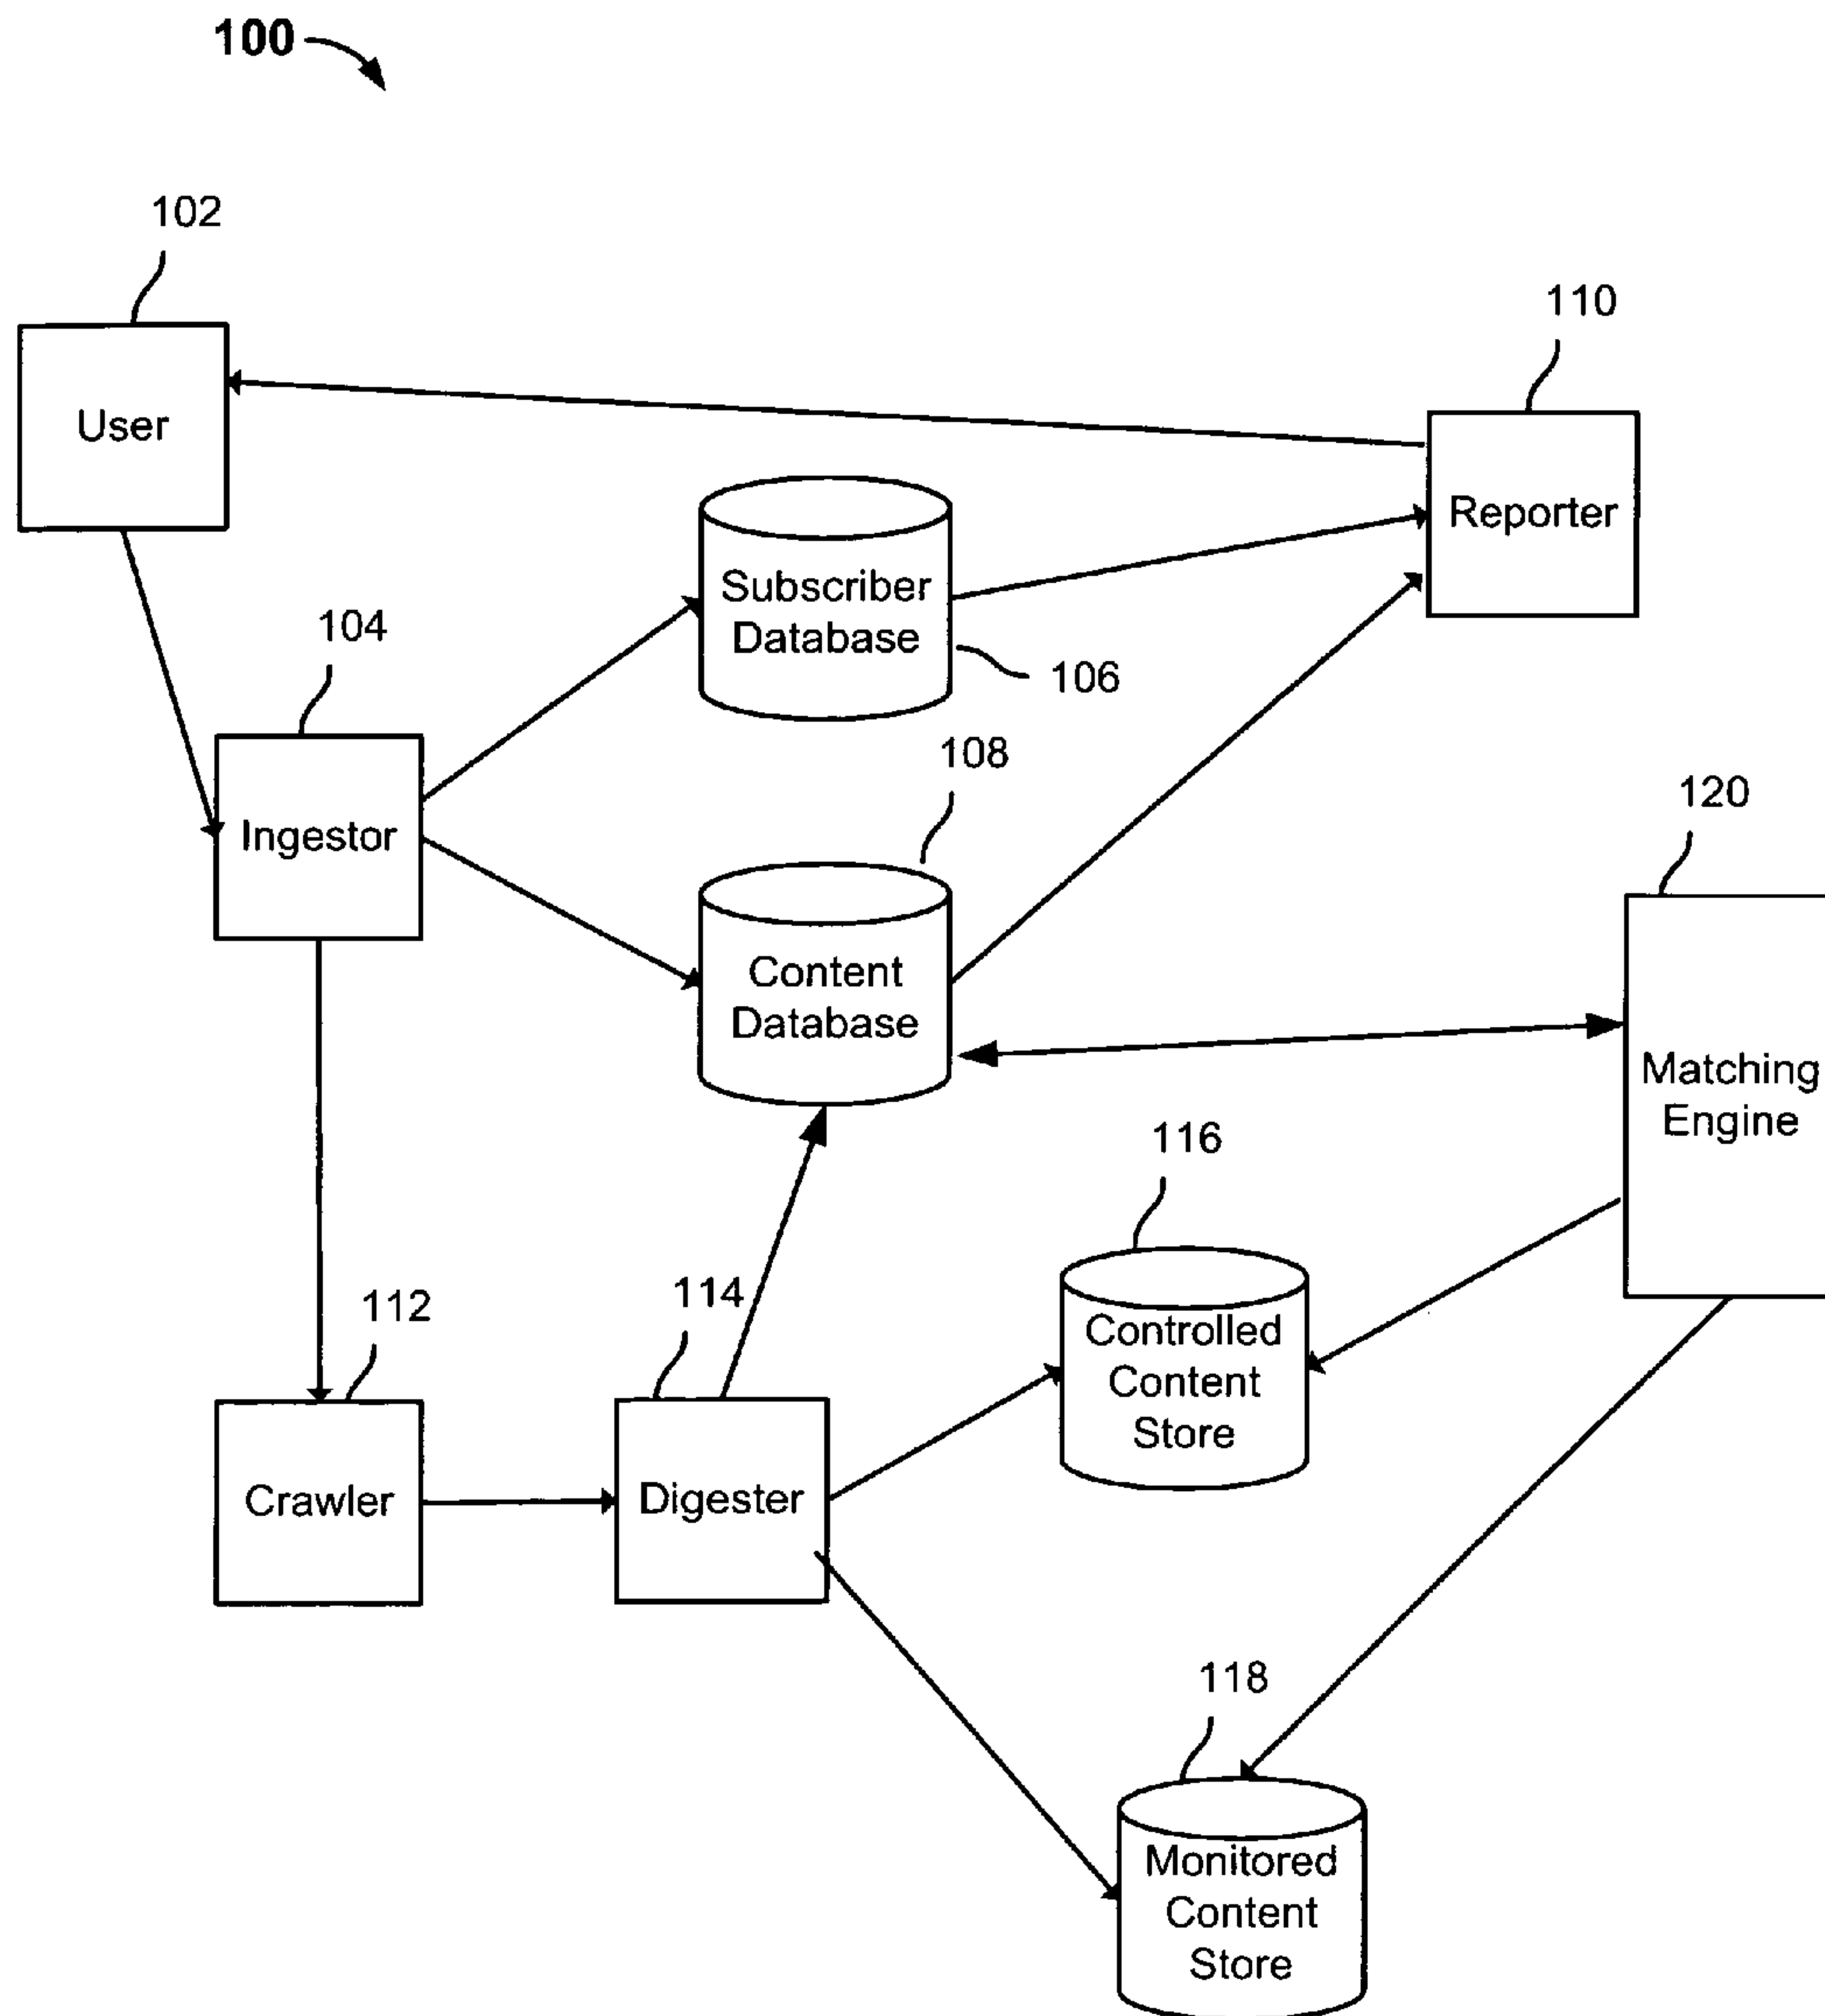 100
102
110
User
Reporter
Subscriber
Database
106
104
108
Ingestor
120
Content
Database
Matching
Engine
116
114
112
Controlled
Content
Store
Crawler
Digester
118
Monitored
Content
Store